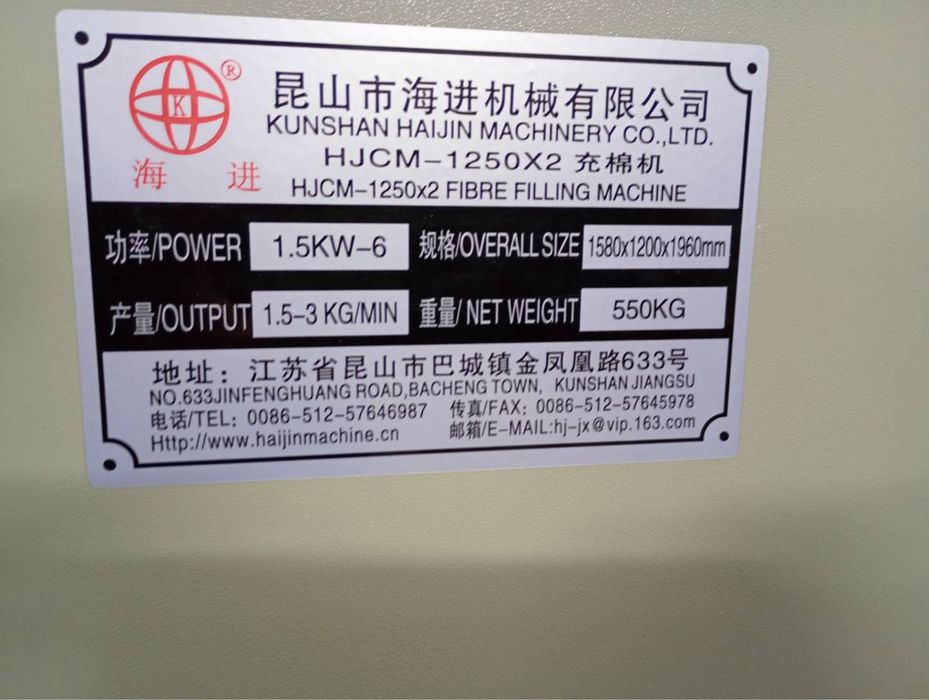 K ®
海 进
昆山市海进机械有限公司
KUNSHAN HAIJIN MACHINERY CO.,LTD.
HJCM-1250X2 充棉机
HJCM-1250x2 FIBRE FILLING MACHINE
功率/POWER 1.5KW-6 规格/OVERALL SIZE 1580x1200x1960mm
产量/OUTPUT 1.5-3 KG/MIN 重量/ NET WEIGHT 550KG
地址：江苏省昆山市巴城镇金凤凰路633号
NO.633JINFENGHUANG ROAD,BACHENG TOWN, KUNSHAN JIANGSU
电话/TEL: 0086-512-57646987 传真/FAX: 0086-512-57645978
Http://www.haijinmachine.cn 邮箱/E-MAIL:hj-jx@vip.163.com